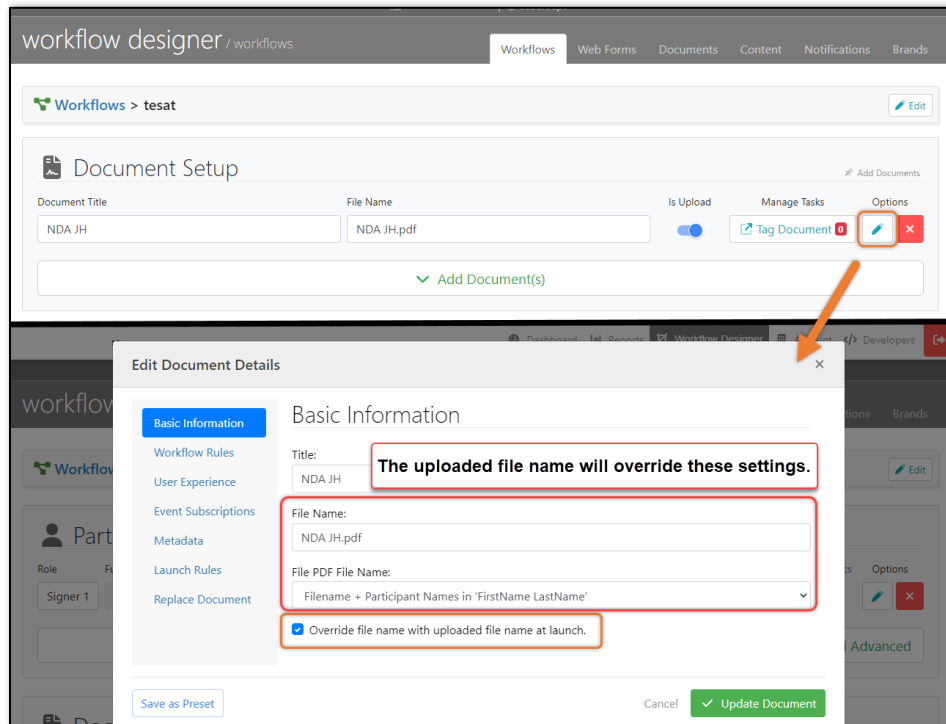 workflow designer / workflows
Workflows Web Forms Documents Content Notifications Brands
Workflows > tesat
Edit
Document Setup
Add Documents
Document Title File Name Is Upload Manage Tasks Options
NDA JH NDA JH.pdf Tag Document 0
Add Document(s)
Dashboard Reports Workflow Designer Developers
Edit Document Details
workflow
Brands
Basic Information
Basic Information
Workflow Rules
User Experience
Event Subscriptions
Metadata
Launch Rules
Replace Document
Title:
NDA JH
The uploaded file name will override these settings.
File Name:
NDA JH.pdf
File PDF File Name:
Filename + Participant Names in 'FirstName LastName'
Override file name with uploaded file name at launch.
Workflow
Edit
Part
Role
Options
Signer 1
Advanced
Save as Preset
Cancel
Update Document